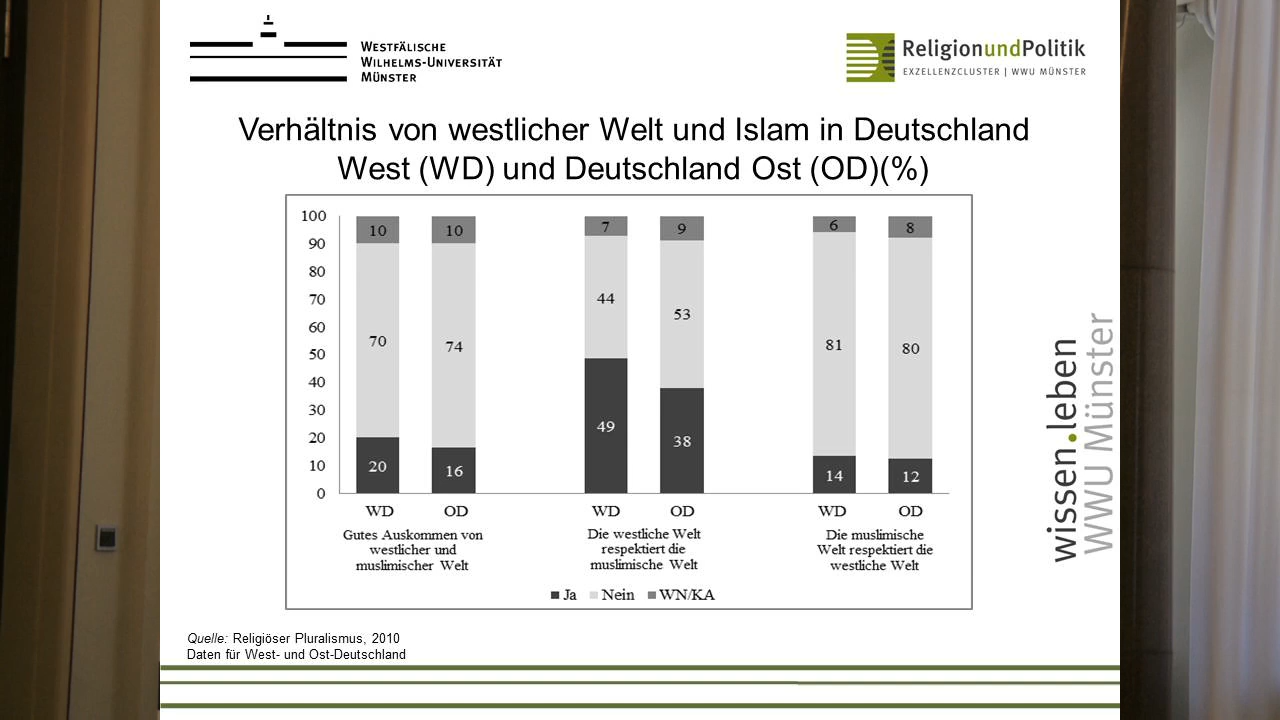 WESTFÄLISCHE
WILHELMS-UNIVERSITÄT
MÜNSTER
ReligionundPolitik
EXZELLENZCLUSTER | WWU MÜNSTER
Verhältnis von westlicher Welt und Islam in Deutschland
West (WD) und Deutschland Ost (OD)(%)
100
90
80
70
60
50
40
30
20
10
0
10 10 7 9 6 8
70 74 44 53 81 80
20 16 49 38 14 12
WD OD WD OD WD OD
Gutes Auskommen von
westlicher und
muslimischer Welt
Die westliche Welt
respektiert die
muslimische Welt
Die muslimische
Welt respektiert die
westliche Welt
Ja Nein WN/KA
wissen.leben
WWU Münster
Quelle: Religiöser Pluralismus, 2010
Daten für West- und Ost-Deutschland